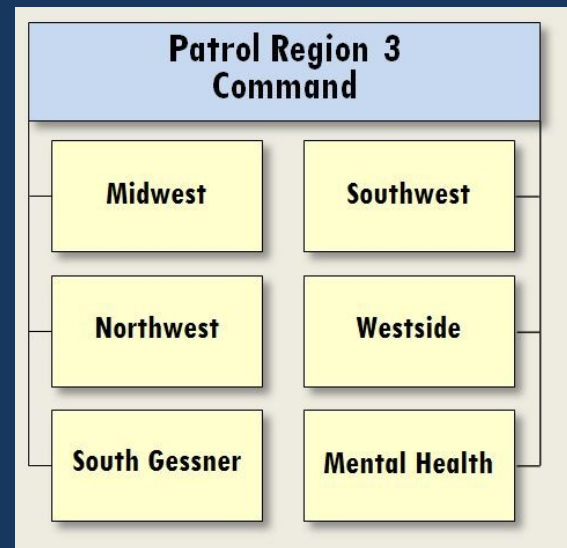 Patrol Region 3
Command
Midwest
Southwest
Northwest
Westside
South Gessner
Mental Health